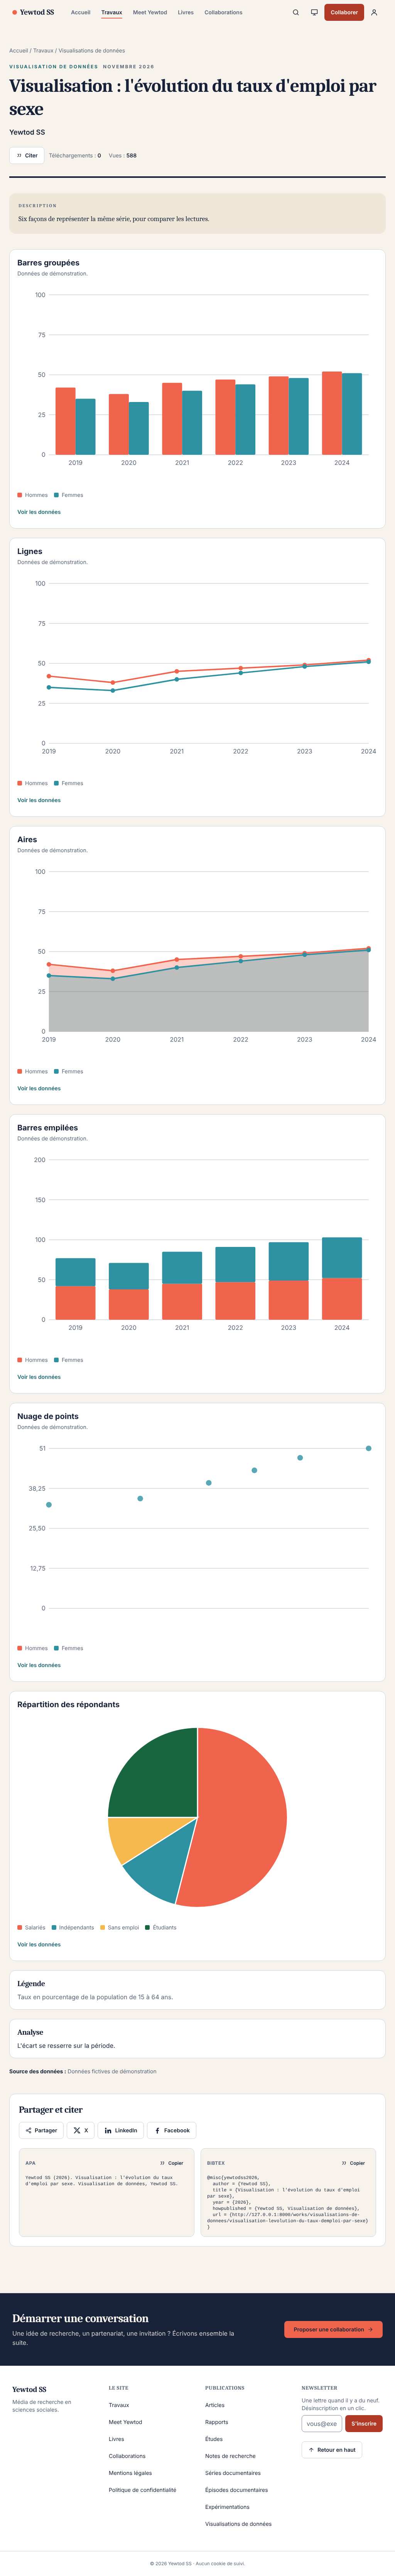 Yewtod SS
Accueil
Travaux
Meet Yewtod
Livres
Collaborations
Collaborer
Accueil / Travaux / Visualisations de données
VISUALISATION DE DONNÉES NOVEMBRE 2026
Visualisation : l'évolution du taux d'emploi par
sexe
Yewtod SS
Citer
Téléchargements : 0
Vues : 588
DESCRIPTION
Six façons de représenter la même série, pour comparer les lectures.
Barres groupées
Données de démonstration.
100
75
50
25
0
2019 2020 2021 2022 2023 2024
Hommes Femmes
Voir les données
Lignes
Données de démonstration.
100
75
50
25
0
2019 2020 2021 2022 2023 2024
Hommes Femmes
Voir les données
Aires
Données de démonstration.
100
75
50
25
0
2019 2020 2021 2022 2023 2024
Hommes Femmes
Voir les données
Barres empilées
Données de démonstration.
200
150
100
50
0
2019 2020 2021 2022 2023 2024
Hommes Femmes
Voir les données
Nuage de points
Données de démonstration.
51
38,25
25,50
12,75
0
Hommes Femmes
Voir les données
Répartition des répondants
Salariés Indépendants Sans emploi Étudiants
Voir les données
Légende
Taux en pourcentage de la population de 15 à 64 ans.
Analyse
L'écart se resserre sur la période.
Source des données : Données fictives de démonstration
Partager et citer
Partager
X
LinkedIn
Facebook
APA
Copier
Yewtod SS (2026). Visualisation : l'évolution du taux
d'emploi par sexe. Visualisation de données, Yewtod SS.
BIBTEX
Copier
@misc{yewtodss2026,
author = {Yewtod SS},
title = {Visualisation : l'évolution du taux d'emploi
par sexe},
year = {2026},
howpublished = {Yewtod SS, Visualisation de données},
url = {http://127.0.0.1:8000/works/visualisations-de-
donnees/visualisation-levolution-du-taux-demploi-par-sexe}
}
Démarrer une conversation
Une idée de recherche, un partenariat, une invitation ? Écrivons ensemble la
suite.
Proposer une collaboration
Yewtod SS
Média de recherche en
sciences sociales.
LE SITE
Travaux
Meet Yewtod
Livres
Collaborations
Mentions légales
Politique de confidentialité
PUBLICATIONS
Articles
Rapports
Études
Notes de recherche
Séries documentaires
Épisodes documentaires
Expérimentations
Visualisations de données
NEWSLETTER
Une lettre quand il y a du neuf.
Désinscription en un clic.
vous@exe
S'inscrire
Retour en haut
© 2026 Yewtod SS · Aucun cookie de suivi